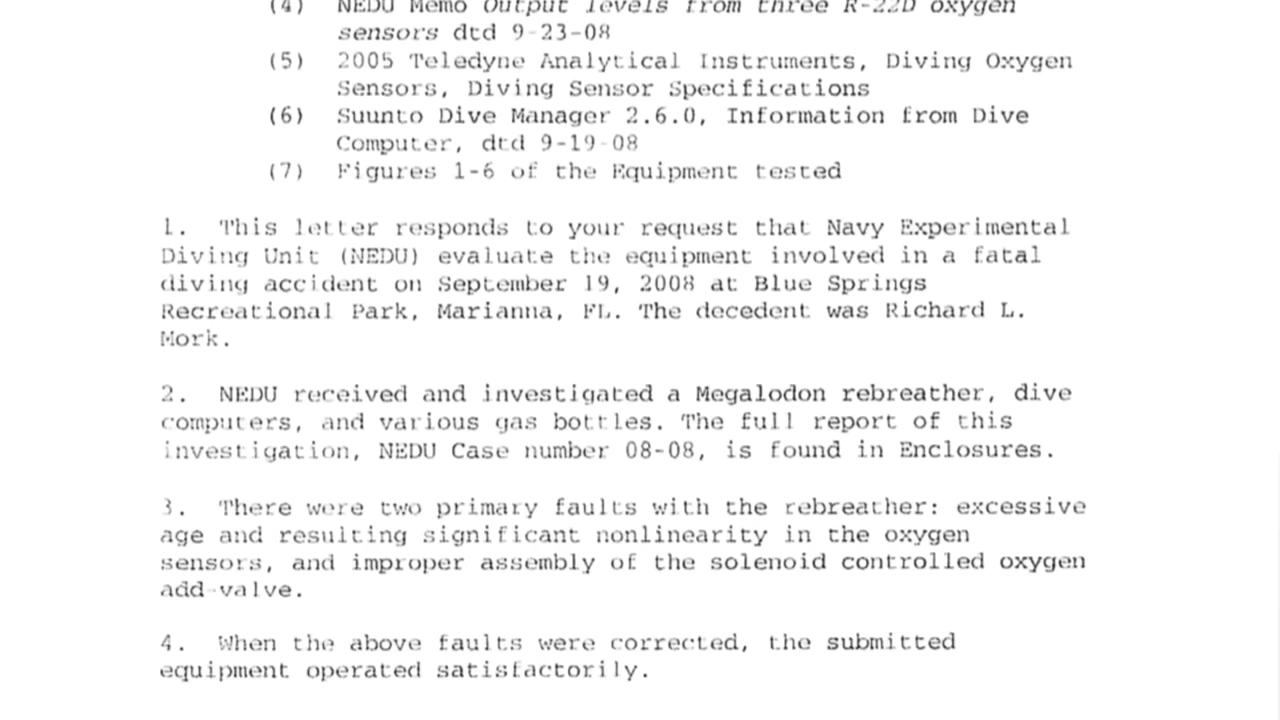 (4) NEDU Memo Output levels from three R-22D oxygen
sensors dtd 9-23-08
(5) 2005 Teledyne Analytical Instruments, Diving Oxygen
Sensors, Diving Sensor Specifications
(6) Suunto Dive Manager 2.6.0, Information from Dive
Computer, dtd 9-19-08
(7) Figures 1-6 of the Equipment tested
1. This letter responds to your request that Navy Experimental
Diving Unit (NEDU) evaluate the equipment involved in a fatal
diving accident on September 19, 2008 at Blue Springs
Recreational Park, Marianna, FL. The decedent was Richard L.
Mork.
2. NEDU received and investigated a Megalodon rebreather, dive
computers, and various gas bottles. The full report of this
investigation, NEDU Case number 08-08, is found in Enclosures.
3. There were two primary faults with the rebreather: excessive
age and resulting significant nonlinearity in the oxygen
sensors, and improper assembly of the solenoid controlled oxygen
add-valve.
4. When the above faults were corrected, the submitted
equipment operated satisfactorily.